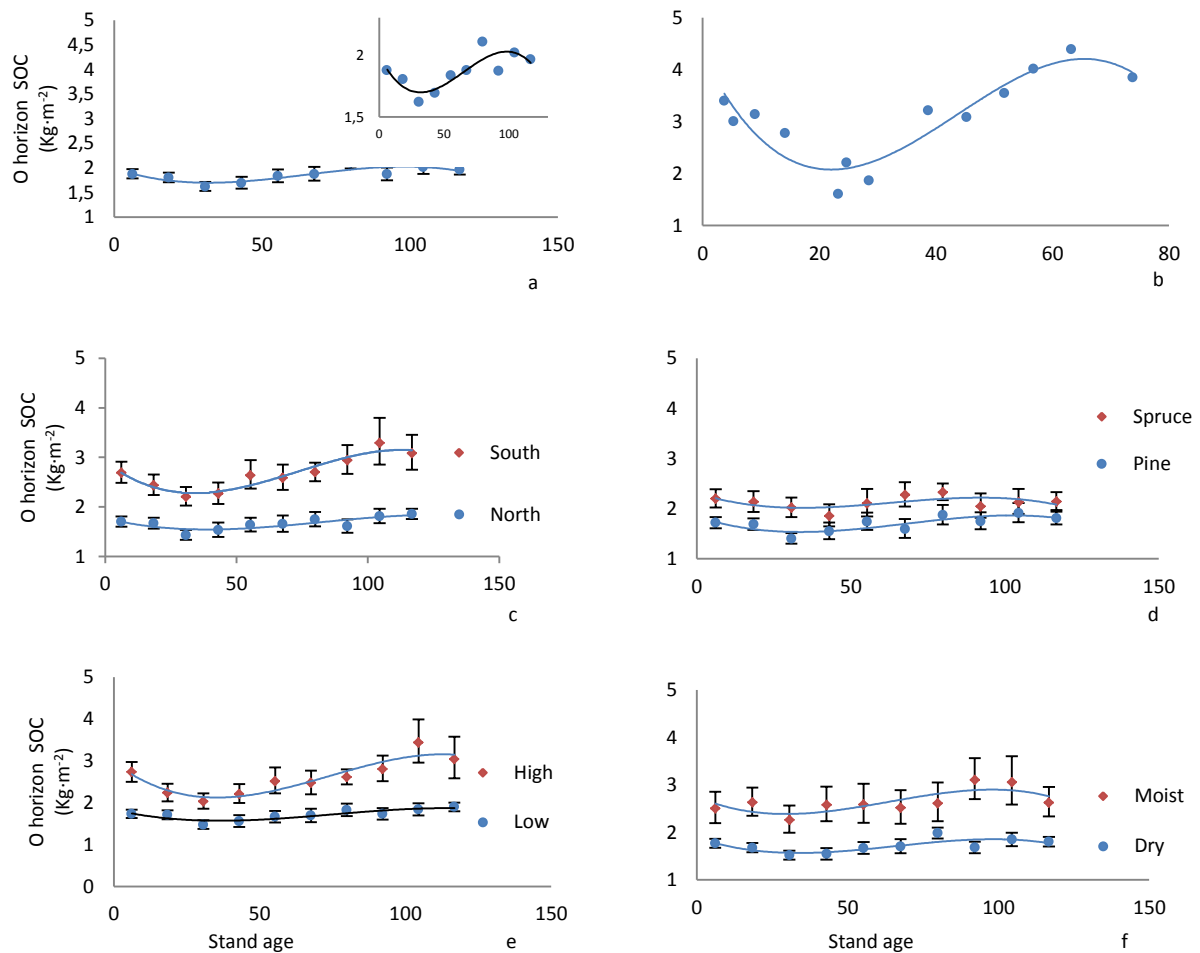 O horizon SOC
(Kg·m-2)
5
4,5
4
3,5
3
2,5
2
1,5
1
0
50
100
150
a
2
1,5
0
50
100
5
4
3
2
1
0
20
40
60
80
b
O horizon SOC
(Kg·m-2)
5
4
3
2
1
0
50
100
150
South
North
c
5
4
3
2
1
0
50
100
150
Spruce
Pine
d
O horizon SOC
(Kg·m-2)
5
4
3
2
1
0
0
50
100
150
High
Low
Stand age
e
5
4
3
2
1
0
50
100
150
Moist
Dry
Stand age
f